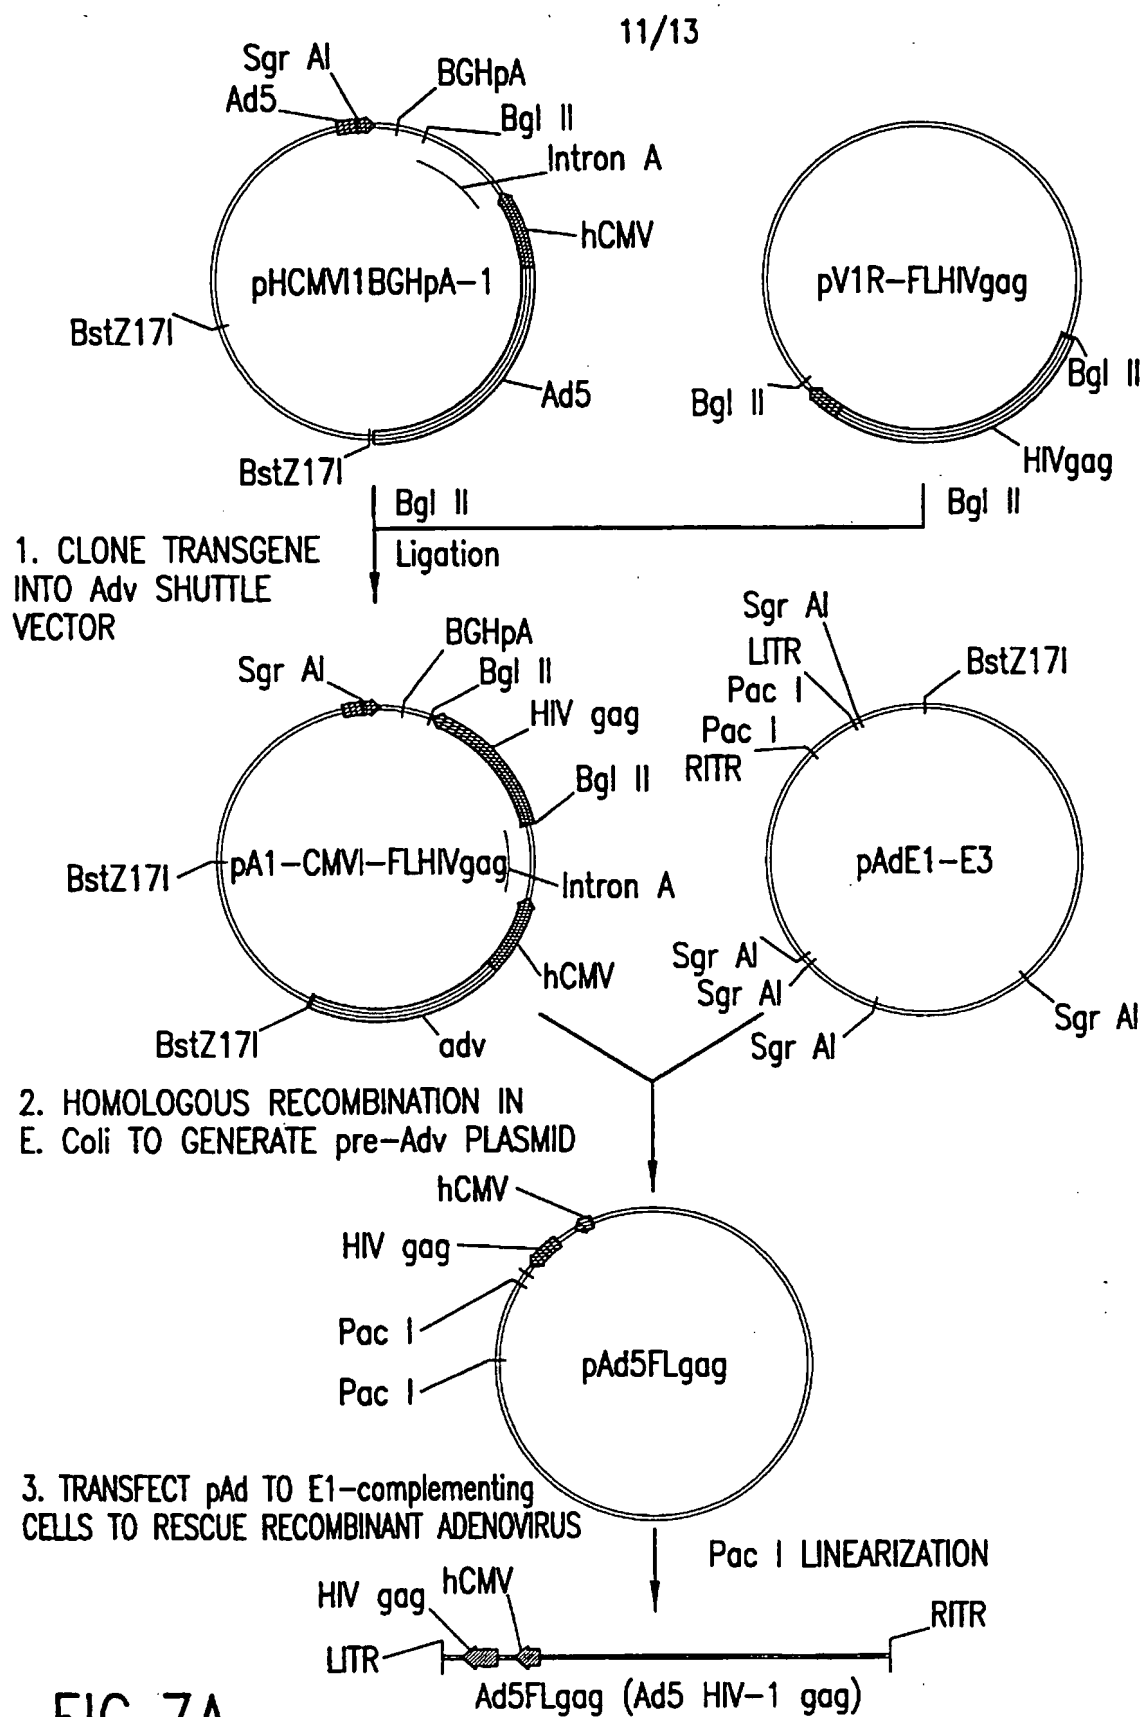 11/13
Sgr AI
Ad5
BGHpA
Bgl II
Intron A
hCMV
pHCMVI1BGHpA-1
BstZ17I
Ad5
BstZ17I
pV1R-FLHIVgag
Bgl II
Bgl II
HIVgag
Bgl II
Bgl II
Ligation
1. CLONE TRANSGENE
INTO Adv SHUTTLE
VECTOR
BGHpA
Sgr AI
Bgl II
HIV gag
Bgl II
pA1-CMVI-FLHIVgag
BstZ17I
Intron A
hCMV
BstZ17I
adv
Sgr AI
LITR
Pac I
Pac I
RITR
BstZ17I
pAdE1-E3
Sgr AI
Sgr AI
Sgr AI
Sgr AI
2. HOMOLOGOUS RECOMBINATION IN
E. Coli TO GENERATE pre-Adv PLASMID
hCMV
HIV gag
Pac I
Pac I
pAd5FLgag
3. TRANSFECT pAd TO E1-complementing
CELLS TO RESCUE RECOMBINANT ADENOVIRUS
Pac I LINEARIZATION
HIV gag
hCMV
LITR
RITR
Ad5FLgag (Ad5 HIV-1 gag)
FIG. 7A